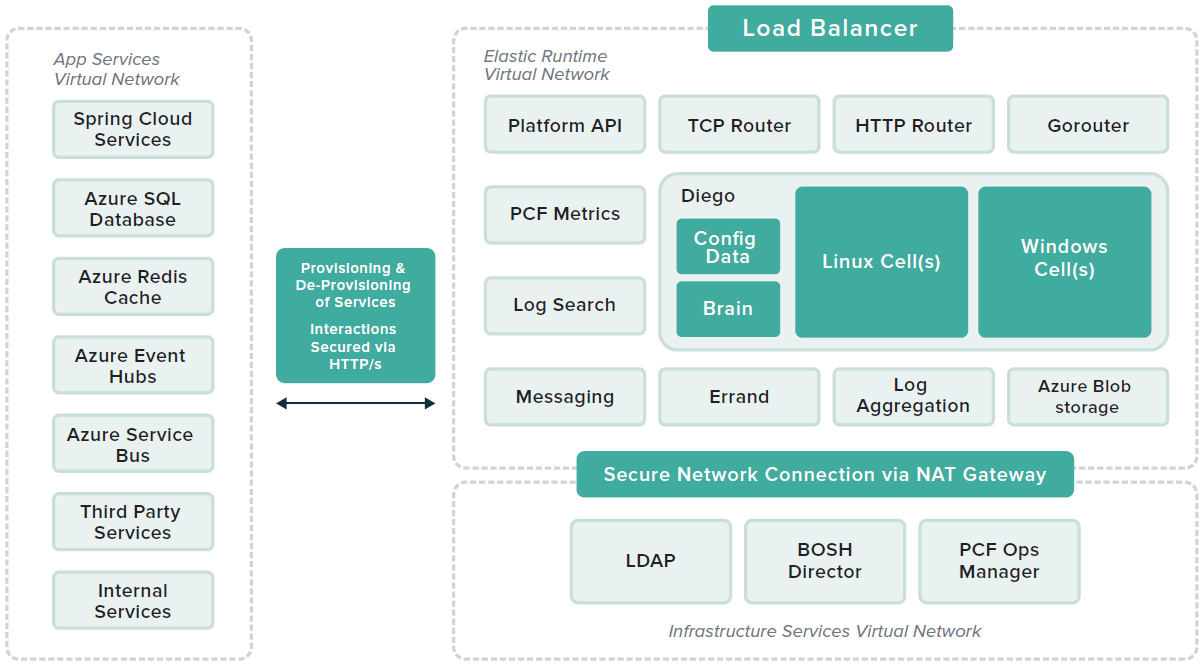 App Services
Virtual Network
Spring Cloud
Services
Azure SQL
Database
Azure Redis
Cache
Azure Event
Hubs
Azure Service
Bus
Third Party
Services
Internal
Services
Provisioning &
De-Provisioning
of Services
Interactions
Secured via
HTTP/s
Load Balancer
Elastic Runtime
Virtual Network
Platform API
TCP Router
HTTP Router
Gorouter
PCF Metrics
Diego
Config
Data
Brain
Linux Cell(s)
Windows
Cell(s)
Log Search
Messaging
Errand
Log
Aggregation
Azure Blob
storage
Secure Network Connection via NAT Gateway
LDAP
BOSH
Director
PCF Ops
Manager
Infrastructure Services Virtual Network